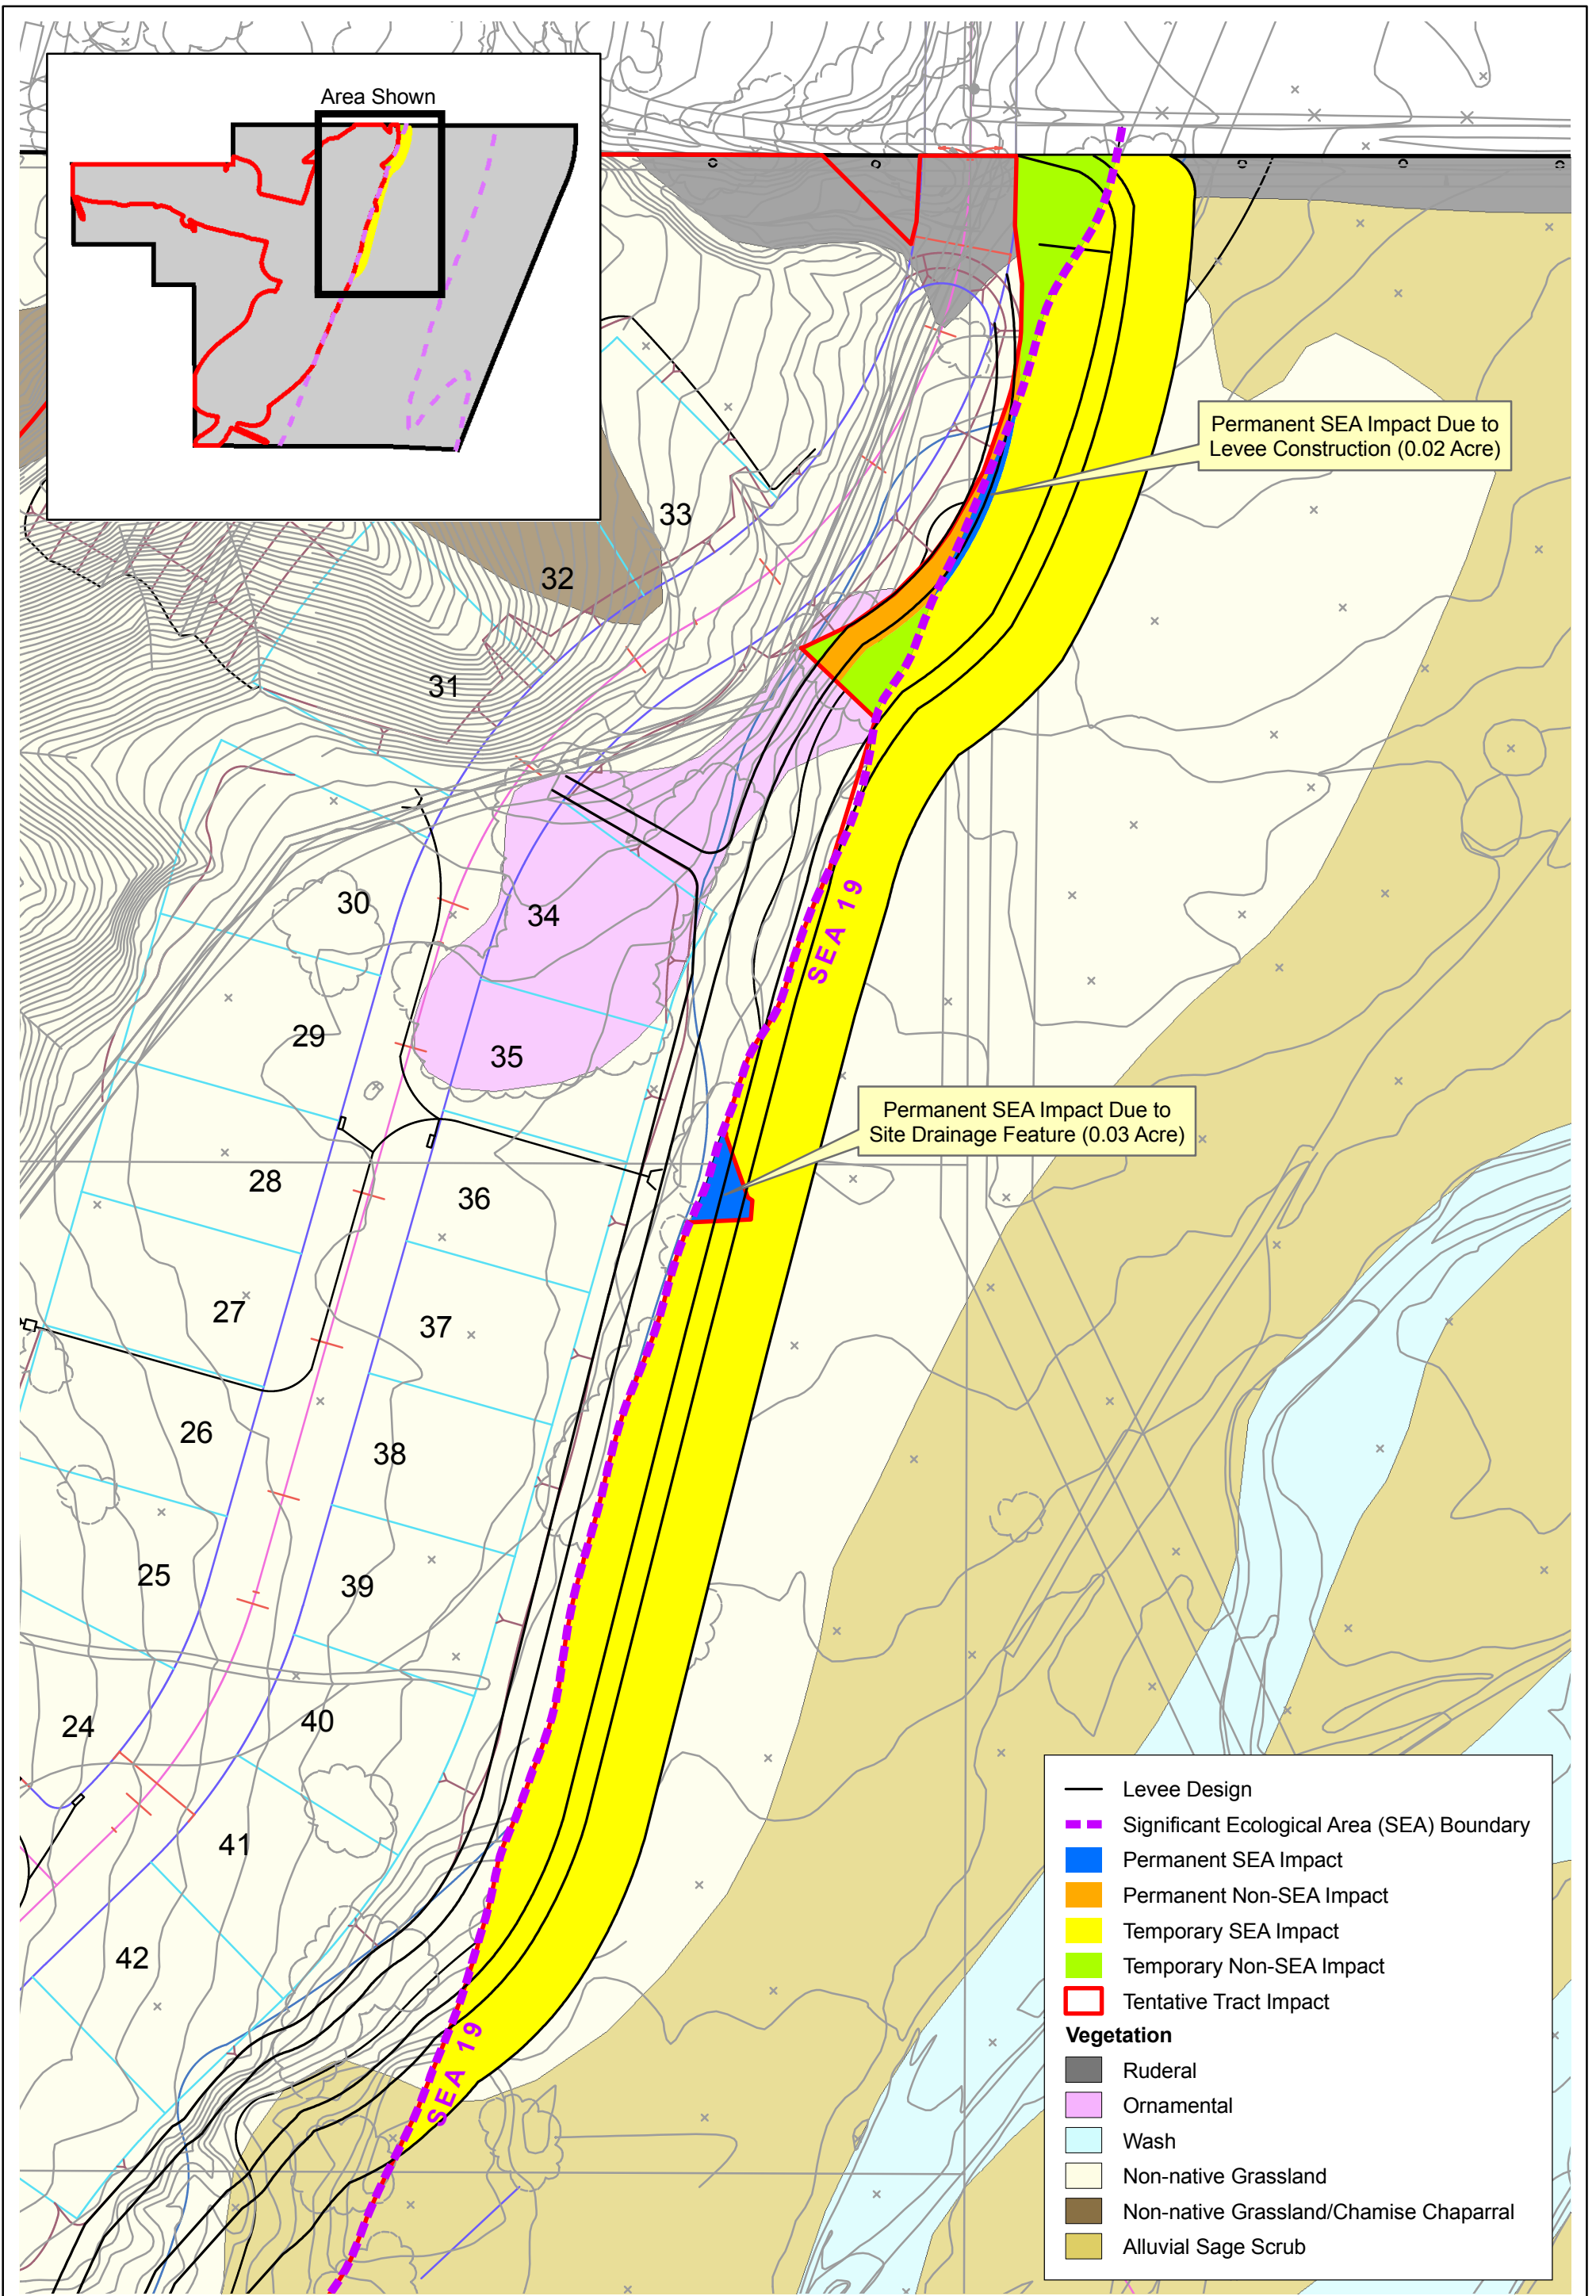 Area Shown
Permanent SEA Impact Due to
Levee Construction (0.02 Acre)
33
32
31
30
34
SEA 19
29
35
Permanent SEA Impact Due to
Site Drainage Feature (0.03 Acre)
28
36
27
37
26
38
25
39
24
40
41
42
SEA 19
Levee Design
Significant Ecological Area (SEA) Boundary
Permanent SEA Impact
Permanent Non-SEA Impact
Temporary SEA Impact
Temporary Non-SEA Impact
Tentative Tract Impact
Vegetation
Ruderal
Ornamental
Wash
Non-native Grassland
Non-native Grassland/Chamise Chaparral
Alluvial Sage Scrub